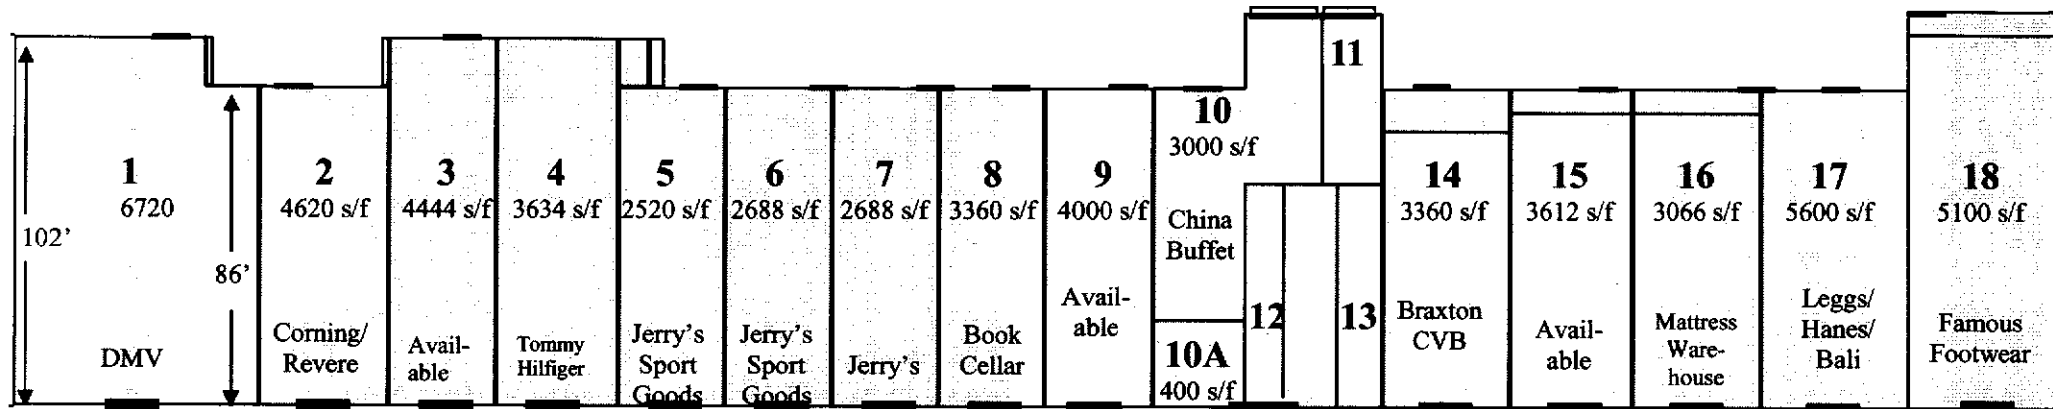 102’
1
6720
DMV
86’
2
4620 s/f
Corning/
Revere
3
4444 s/f
Avail-
able
4
3634 s/f
Tommy
Hilfiger
5
2520 s/f
Jerry’s
Sport
Goods
6
2688 s/f
Jerry’s
Sport
Goods
7
2688 s/f
Jerry’s
8
3360 s/f
Book
Cellar
9
4000 s/f
Avail-
able
10
3000 s/f
China
Buffet
10A
400 s/f
11
12
13
14
3360 s/f
Braxton
CVB
15
3612 s/f
Avail-
able
16
3066 s/f
Mattress
Ware-
house
17
5600 s/f
Leggs/
Hanes/
Bali
18
5100 s/f
Famous
Footwear